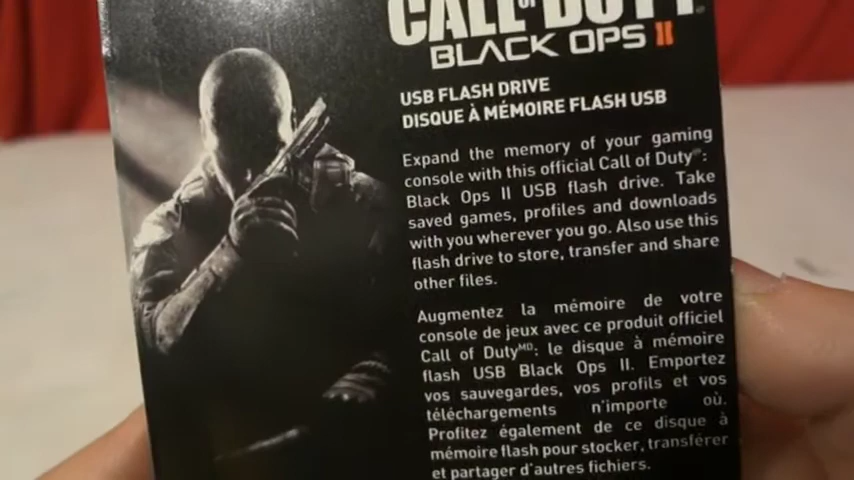 CALL OF DUTY®
BLACK OPS II
USB FLASH DRIVE
DISQUE À MÉMOIRE FLASH USB
Expand the memory of your gaming
console with this official Call of Duty®:
Black Ops II USB flash drive. Take
saved games, profiles and downloads
with you wherever you go. Also use this
flash drive to store, transfer and share
other files.
Augmentez la mémoire de votre
console de jeux avec ce produit officiel
Call of Duty MD: le disque à mémoire
flash USB Black Ops II. Emportez
vos sauvegardes, vos profils et vos
téléchargements n'importe où.
Profitez également de ce disque à
mémoire flash pour stocker, transférer
et partager d'autres fichiers.